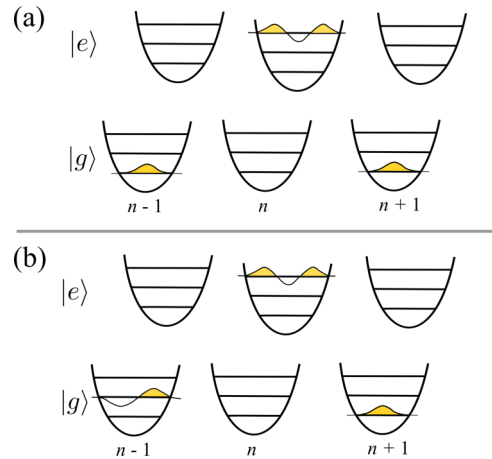 (a)
|e⟩
|g⟩
n - 1 n n + 1
(b)
|e⟩
|g⟩
n - 1 n n + 1